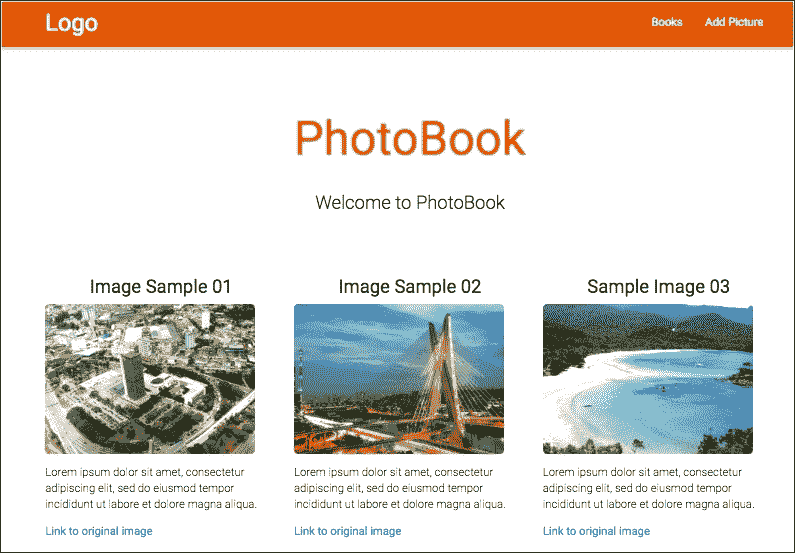 Logo
Books
Add Picture
PhotoBook
Welcome to PhotoBook
Image Sample 01
Lorem ipsum dolor sit amet, consectetur
adipiscing elit, sed do eiusmod tempor
incididunt ut labore et dolore magna aliqua.
Link to original image
Image Sample 02
Lorem ipsum dolor sit amet, consectetur
adipiscing elit, sed do eiusmod tempor
incididunt ut labore et dolore magna aliqua.
Link to original image
Sample Image 03
Lorem ipsum dolor sit amet, consectetur
adipiscing elit, sed do eiusmod tempor
incididunt ut labore et dolore magna aliqua.
Link to original image